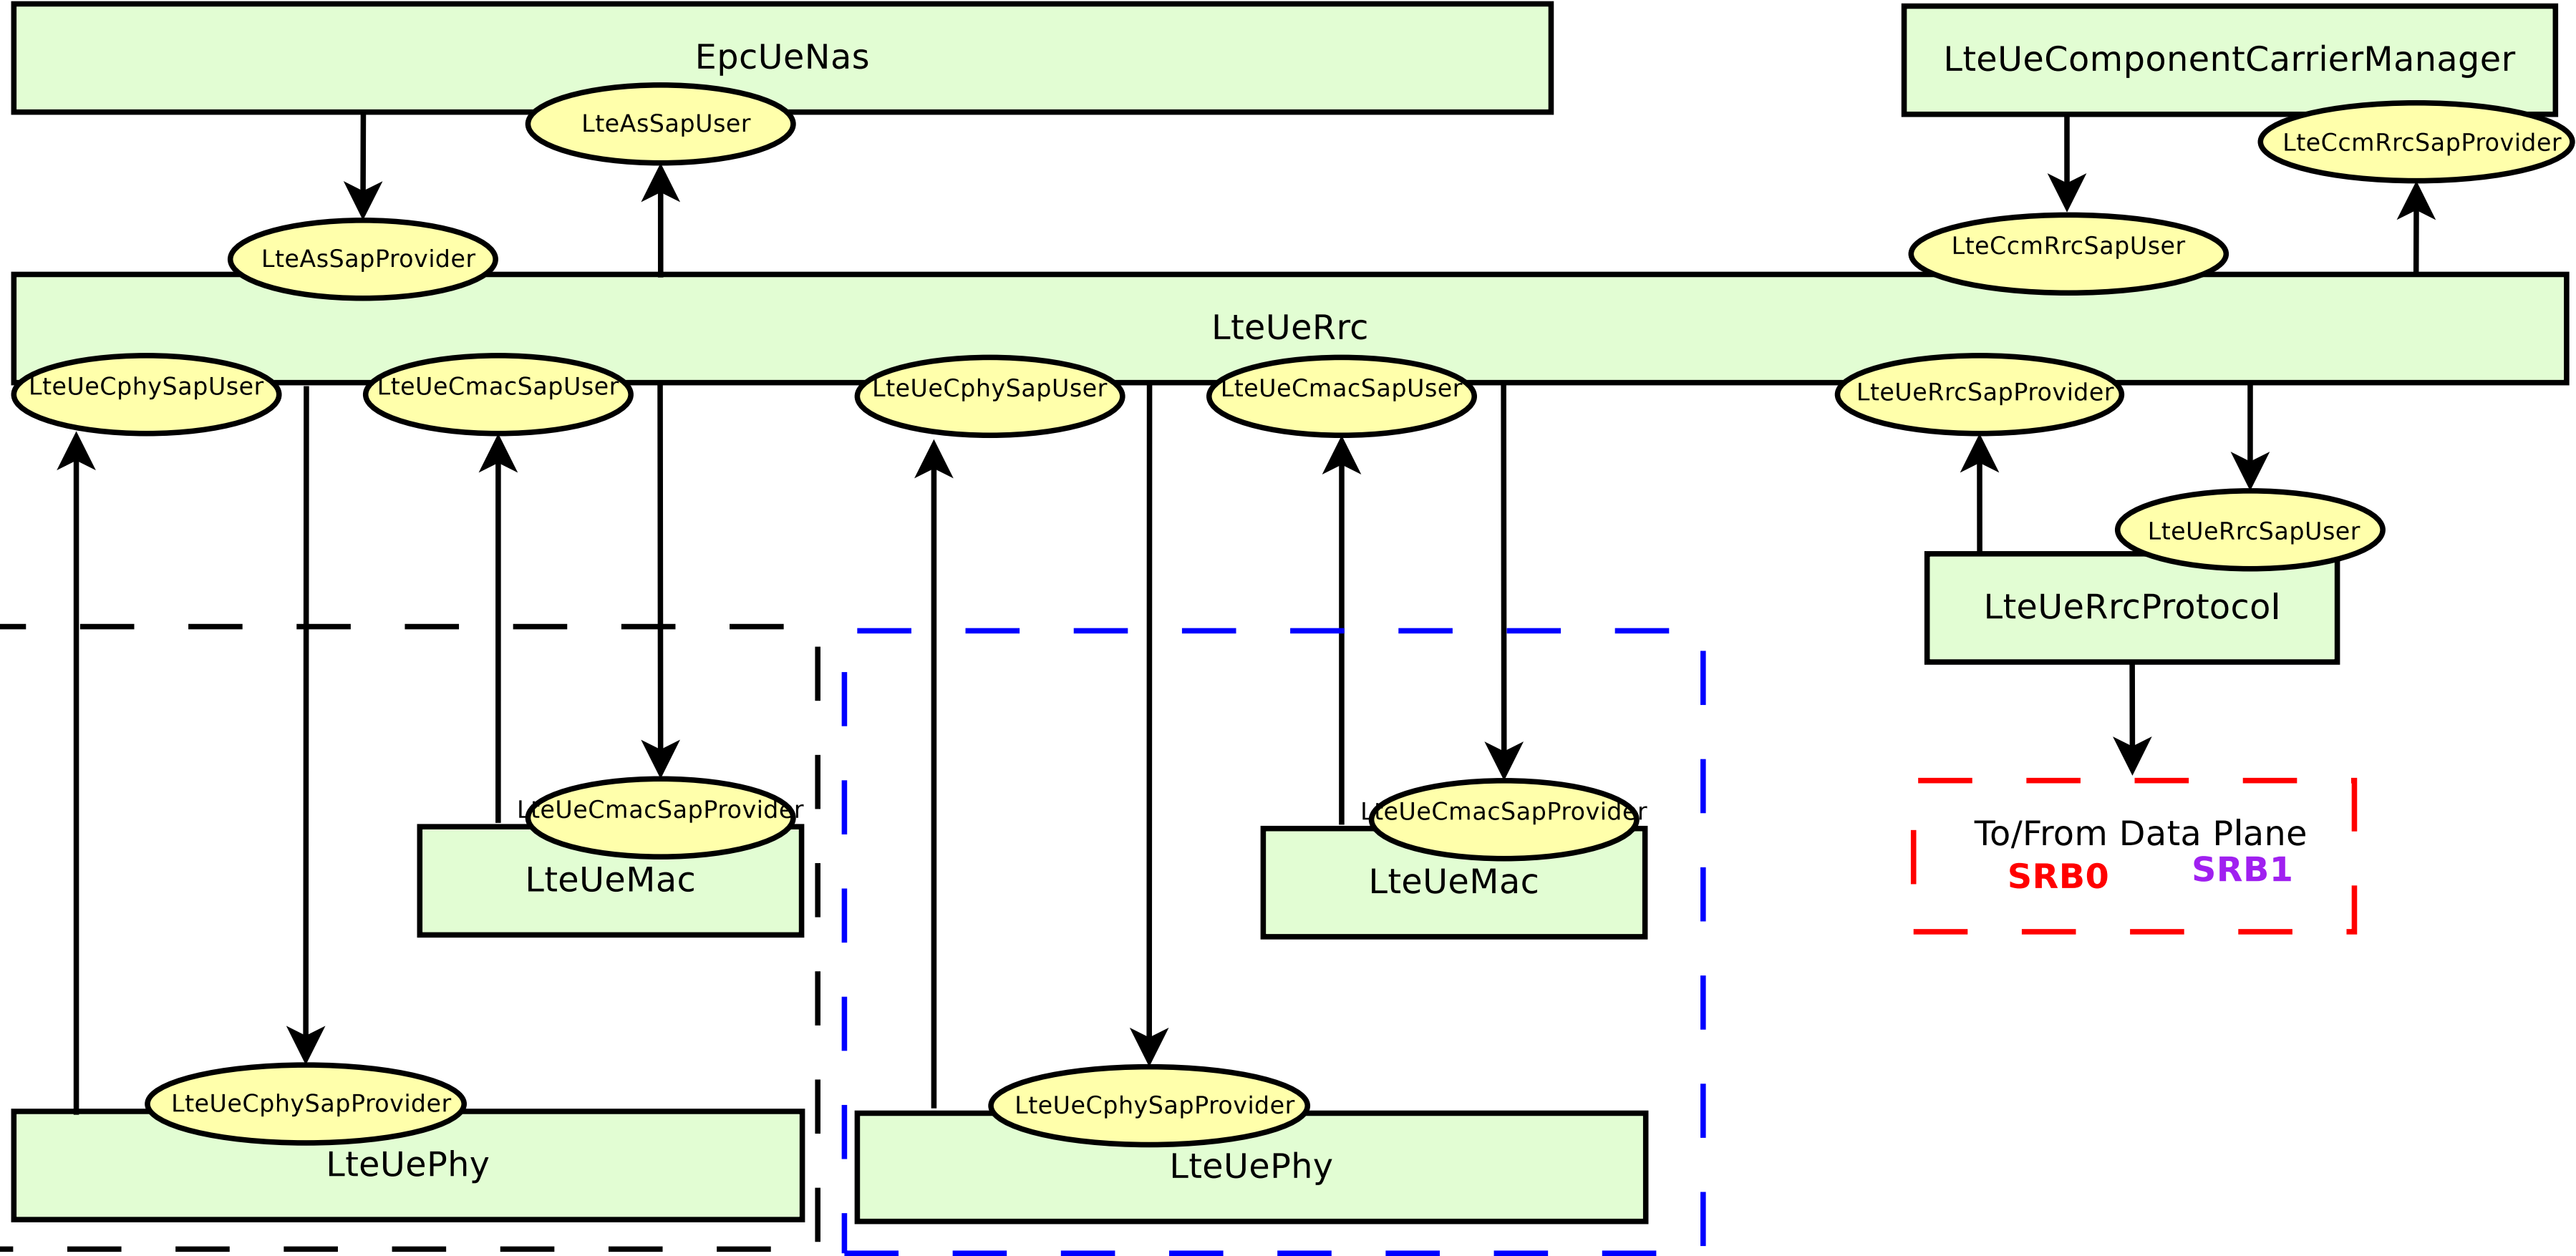 EpcUeNas
LteUeComponentCarrierManager
LteAsSapUser
LteCcmRrcSapProvider
LteAsSapProvider
LteCcmRrcSapUser
LteUeRrc
LteUeCphySapUser
LteUeCmacSapUser
LteUeCphySapUser
LteUeCmacSapUser
LteUeRrcSapProvider
LteUeRrcSapUser
LteUeRrcProtocol
LteUeCmacSapProvider
LteUeCmacSapProvider
To/From Data Plane
SRB0 SRB1
LteUeMac
LteUeMac
LteUeCphySapProvider
LteUeCphySapProvider
LteUePhy
LteUePhy